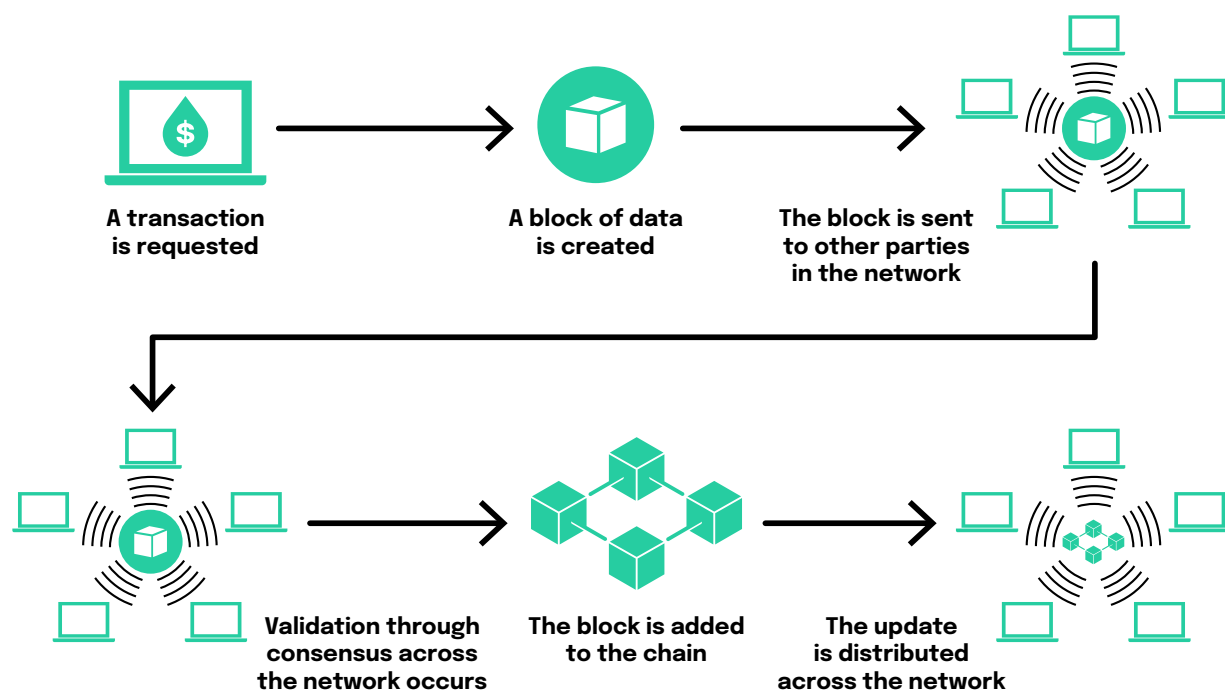 $
A transaction
is requested
A block of data
is created
The block is sent
to other parties
in the network
Validation through
consensus across
the network occurs
The block is added
to the chain
The update
is distributed
across the network